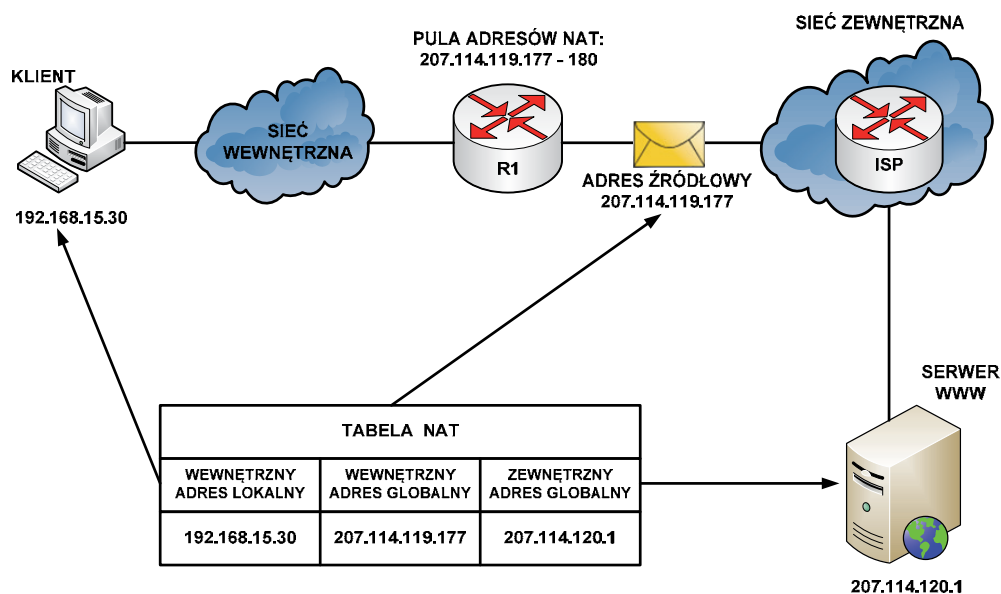 SIEĆ ZEWNĘTRZNA
PULA ADRESÓW NAT:
207.114.119.177 - 180
KLIENT
SIEĆ
WEWNĘTRZNA
R1
ISP
ADRES ŹRÓDŁOWY
207.114.119.177
192.168.15.30
SERWER
WWW
TABELA NAT
WEWNĘTRZNY
ADRES LOKALNY
WEWNĘTRZNY
ADRES GLOBALNY
ZEWNĘTRZNY
ADRES GLOBALNY
192.168.15.30
207.114.119.177
207.114.120.1
207.114.120.1